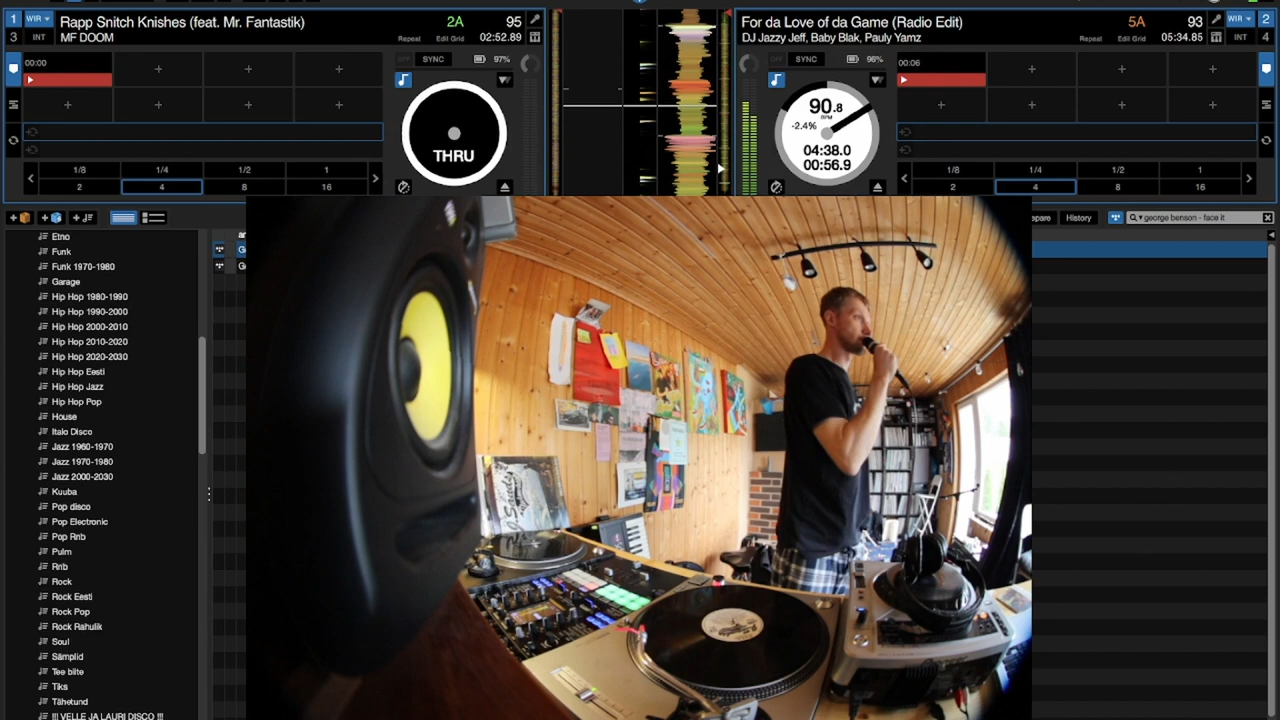 1 WIR Rapp Snitch Knishes (feat. Mr. Fantastik) 2A 95
3 INT MF DOOM Repeat Edit Grid 02:52.89
For da Love of da Game (Radio Edit) 5A 93 WIR 2
DJ Jazzy Jeff, Baby Blak, Pauly Yamz Repeat Edit Grid 05:34.85 INT 4
00:00
OFF SYNC 97%
THRU
OFF SYNC 96%
90.8
BPM
-2.4%
04:38.0
00:56.9
00:06
1/8 1/4 1/2 1
2 4 8 16
1/8 1/4 1/2 1
2 4 8 16
History
george benson - face it
Etno
Funk
Funk 1970-1980
Garage
Hip Hop 1980-1990
Hip Hop 1990-2000
Hip Hop 2000-2010
Hip Hop 2010-2020
Hip Hop 2020-2030
Hip Hop Eesti
Hip Hop Jazz
Hip Hop Pop
House
Italo Disco
Jazz 1960-1970
Jazz 1970-1980
Jazz 2000-2030
Kuuba
Pop disco
Pop Electronic
Pop Rnb
Pulm
Rnb
Rock
Rock Eesti
Rock Pop
Rock Rahulik
Soul
Sämplid
Tee biite
Tiks
Tähetund
!!! VELLE JA LAURI DISCO !!!